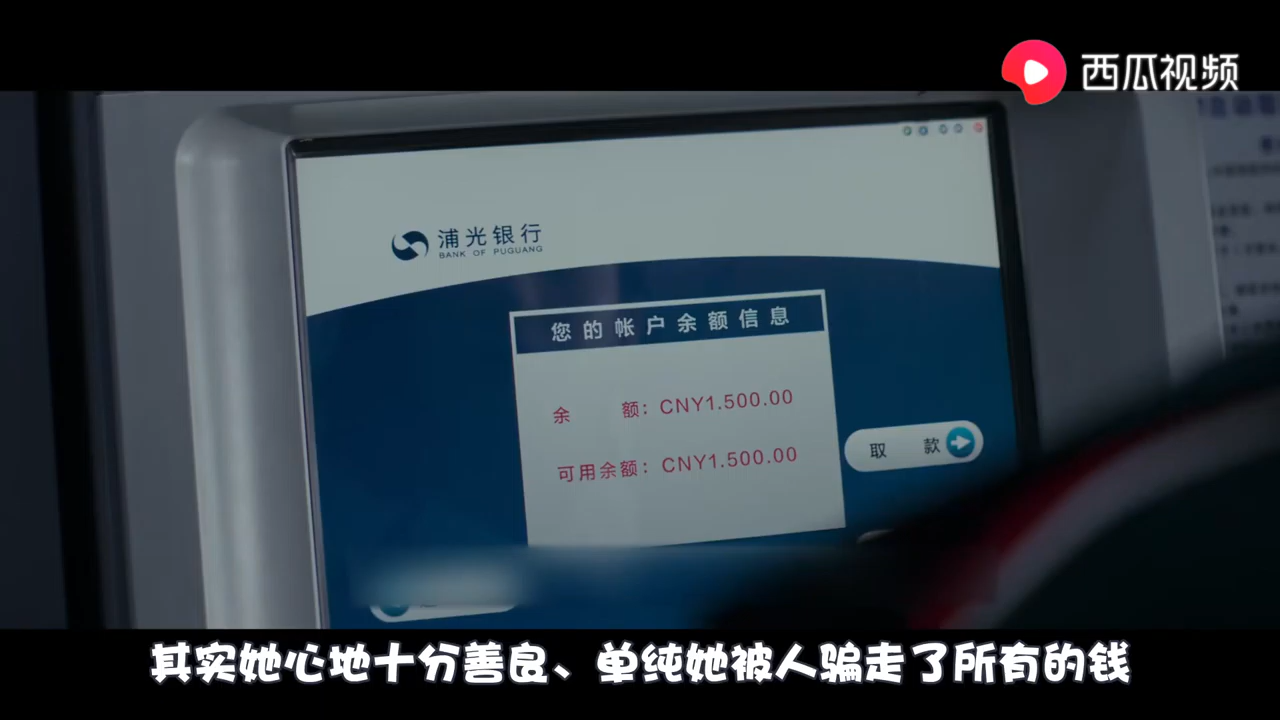 西瓜视频
浦光银行
BANK OF PUGUANG
您的帐户余额信息
余 额：CNY1.500.00
可用余额：CNY1.500.00
取 款
其实她心地十分善良、单纯她被人骗走了所有的钱